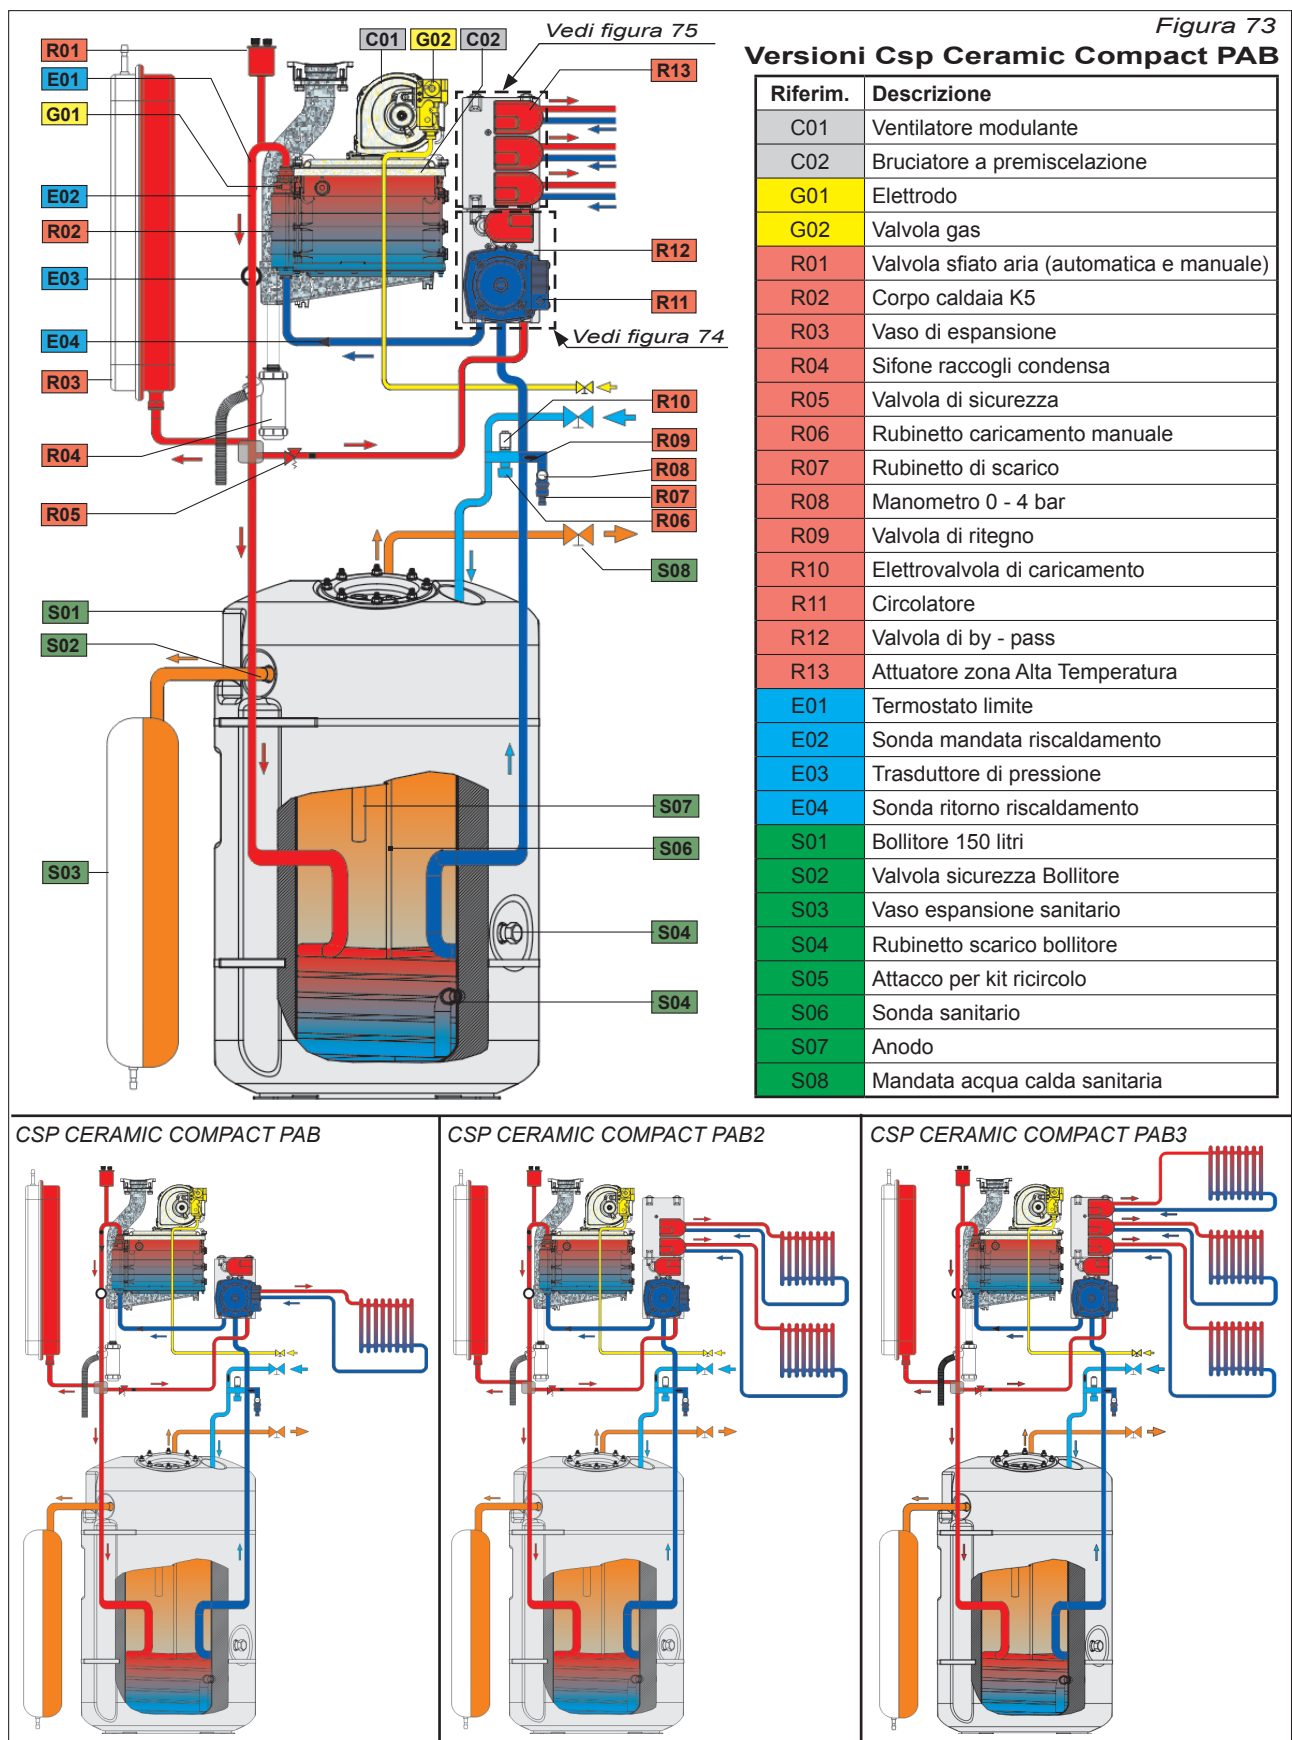 Figura 73
Versioni Csp Ceramic Compact PAB
Vedi figura 75
C01 G02 C02
R01
E01
G01
E02
R02
E03
E04
R03
R04
R05
R13
R12
R11
Vedi figura 74
R10
R09
R08
R07
R06
S08
S01
S02
S03
S07
S06
S04
S04
Riferim. Descrizione
C01 Ventilatore modulante
C02 Bruciatore a premiscelazione
G01 Elettrodo
G02 Valvola gas
R01 Valvola sfiato aria (automatica e manuale)
R02 Corpo caldaia K5
R03 Vaso di espansione
R04 Sifone raccogli condensa
R05 Valvola di sicurezza
R06 Rubinetto caricamento manuale
R07 Rubinetto di scarico
R08 Manometro 0 - 4 bar
R09 Valvola di ritegno
R10 Elettrovalvola di caricamento
R11 Circolatore
R12 Valvola di by - pass
R13 Attuatore zona Alta Temperatura
E01 Termostato limite
E02 Sonda mandata riscaldamento
E03 Trasduttore di pressione
E04 Sonda ritorno riscaldamento
S01 Bollitore 150 litri
S02 Valvola sicurezza Bollitore
S03 Vaso espansione sanitario
S04 Rubinetto scarico bollitore
S05 Attacco per kit ricircolo
S06 Sonda sanitario
S07 Anodo
S08 Mandata acqua calda sanitaria
CSP CERAMIC COMPACT PAB
CSP CERAMIC COMPACT PAB2
CSP CERAMIC COMPACT PAB3